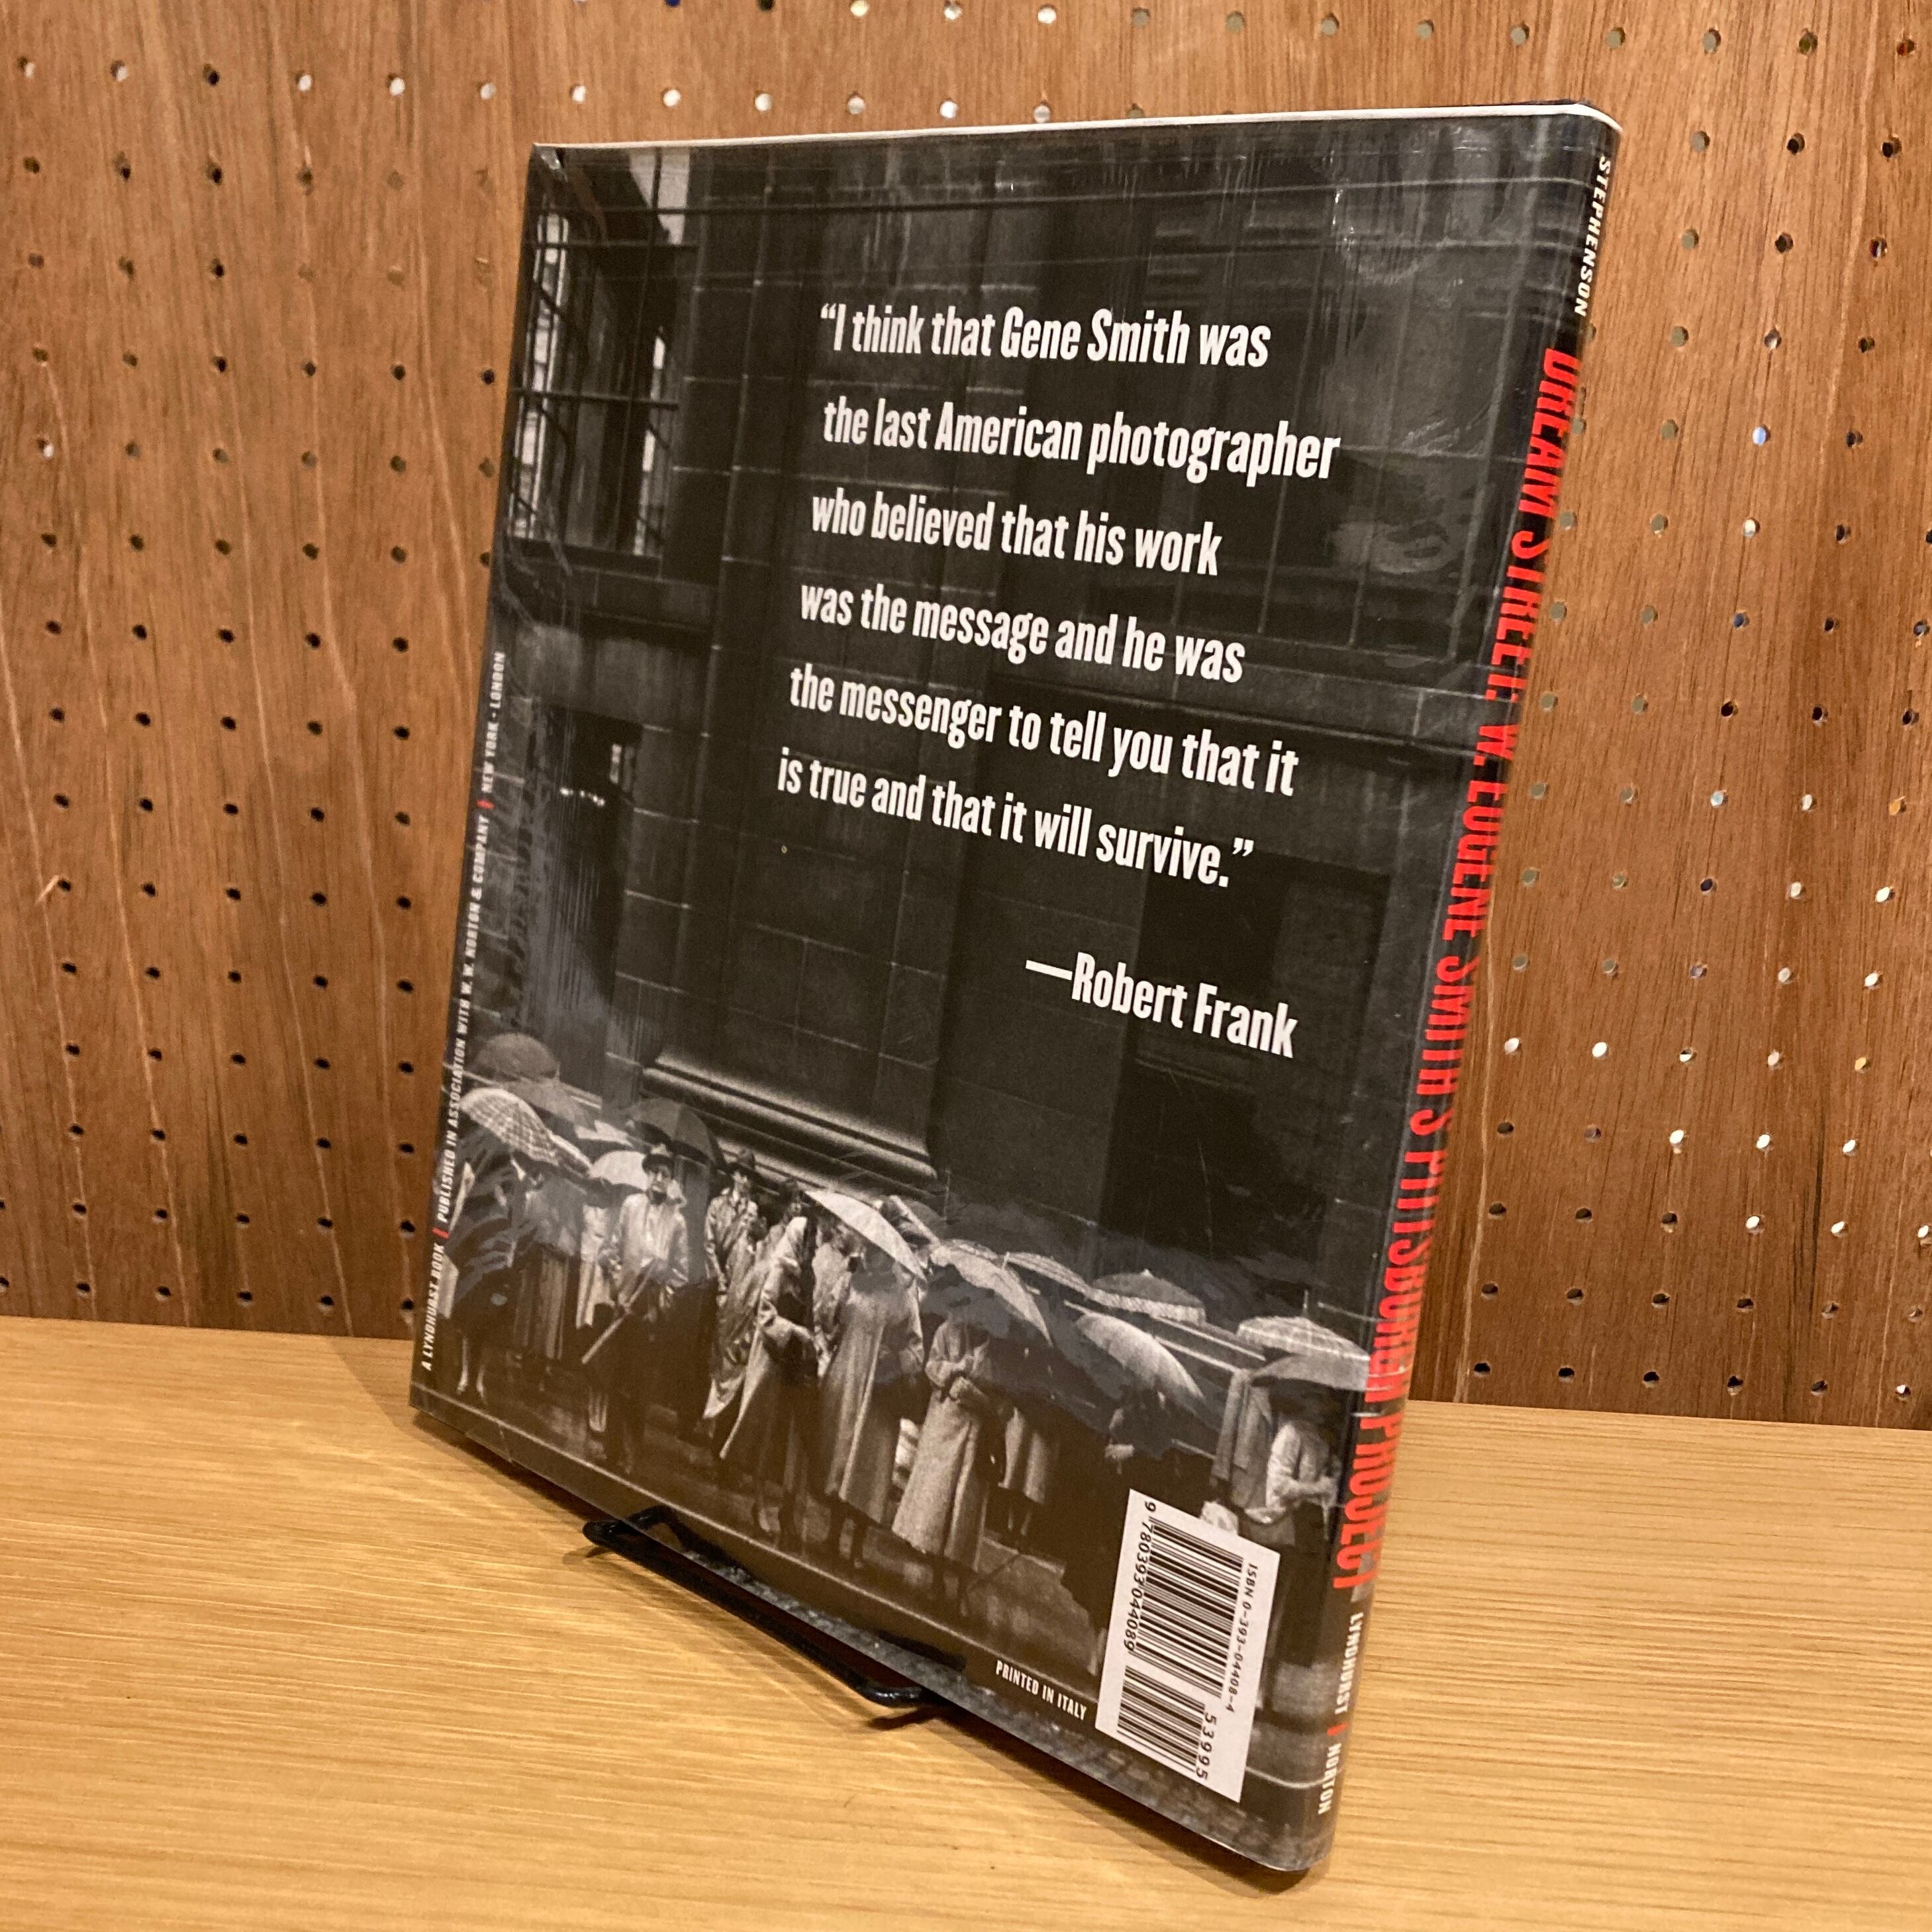 “I think that Gene Smith was
the last American photographer
who believed that his work
was the message and he was
the messenger to tell you that it
is true and that it will survive.”
—Robert Frank
A LYNDHURST BOOK | PUBLISHED IN ASSOCIATION WITH W. W. NORTON & COMPANY | NEW YORK · LONDON
PRINTED IN ITALY
ISBN 0-393-04408-4
9 780393 044089
53995
STEPHENSON
DREAM STREET: W. EUGENE SMITH'S PITTSBURGH PROJECT
LYNDHURST | NORTON